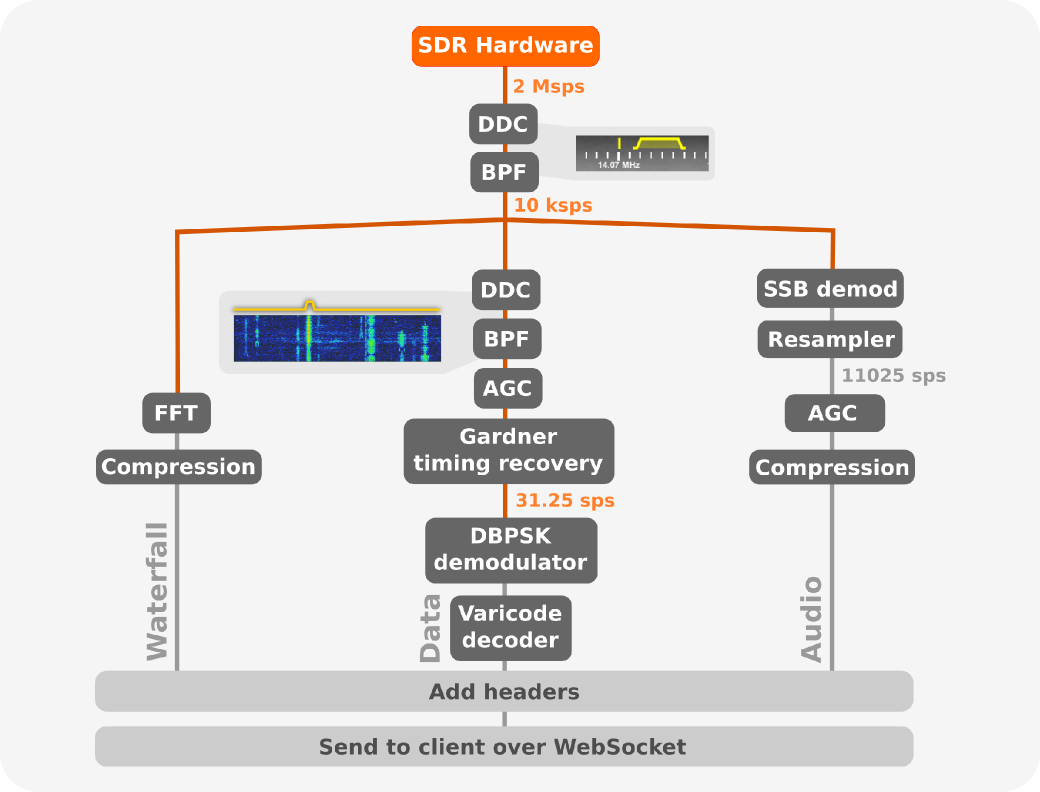 SDR Hardware
2 Msps
DDC
14.07 MHz
BPF
10 ksps
DDC
SSB demod
BPF
Resampler
11025 sps
AGC
FFT
AGC
Gardner
timing recovery
Compression
Compression
31.25 sps
DBPSK
demodulator
Waterfall
Data
Varicode
decoder
Audio
Add headers
Send to client over WebSocket